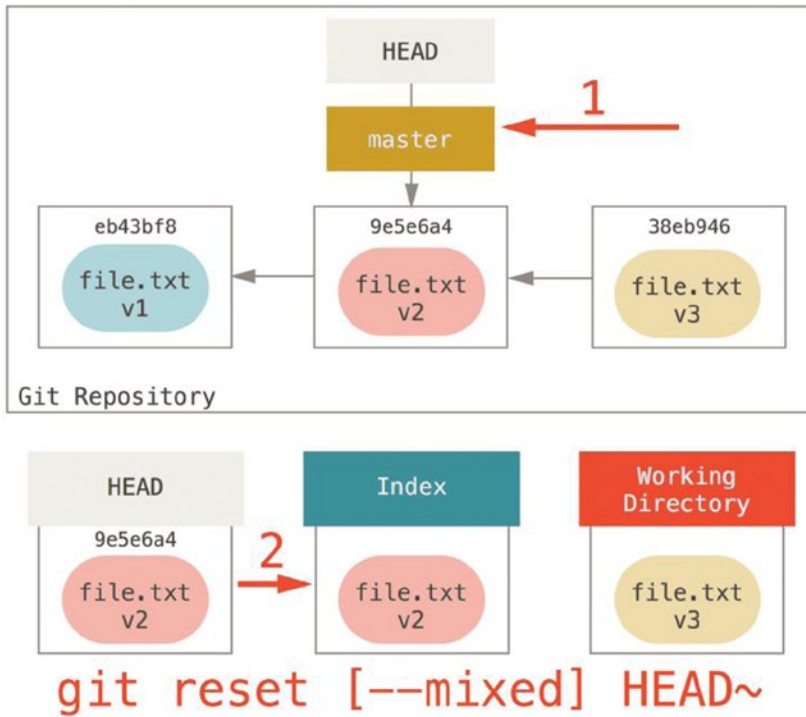 HEAD
1
master
eb43bf8
9e5e6a4
38eb946
file.txt
v1
file.txt
v2
file.txt
v3
Git Repository
HEAD
Index
Working
Directory
9e5e6a4
2
file.txt
v2
file.txt
v2
file.txt
v3
git reset [--mixed] HEAD~